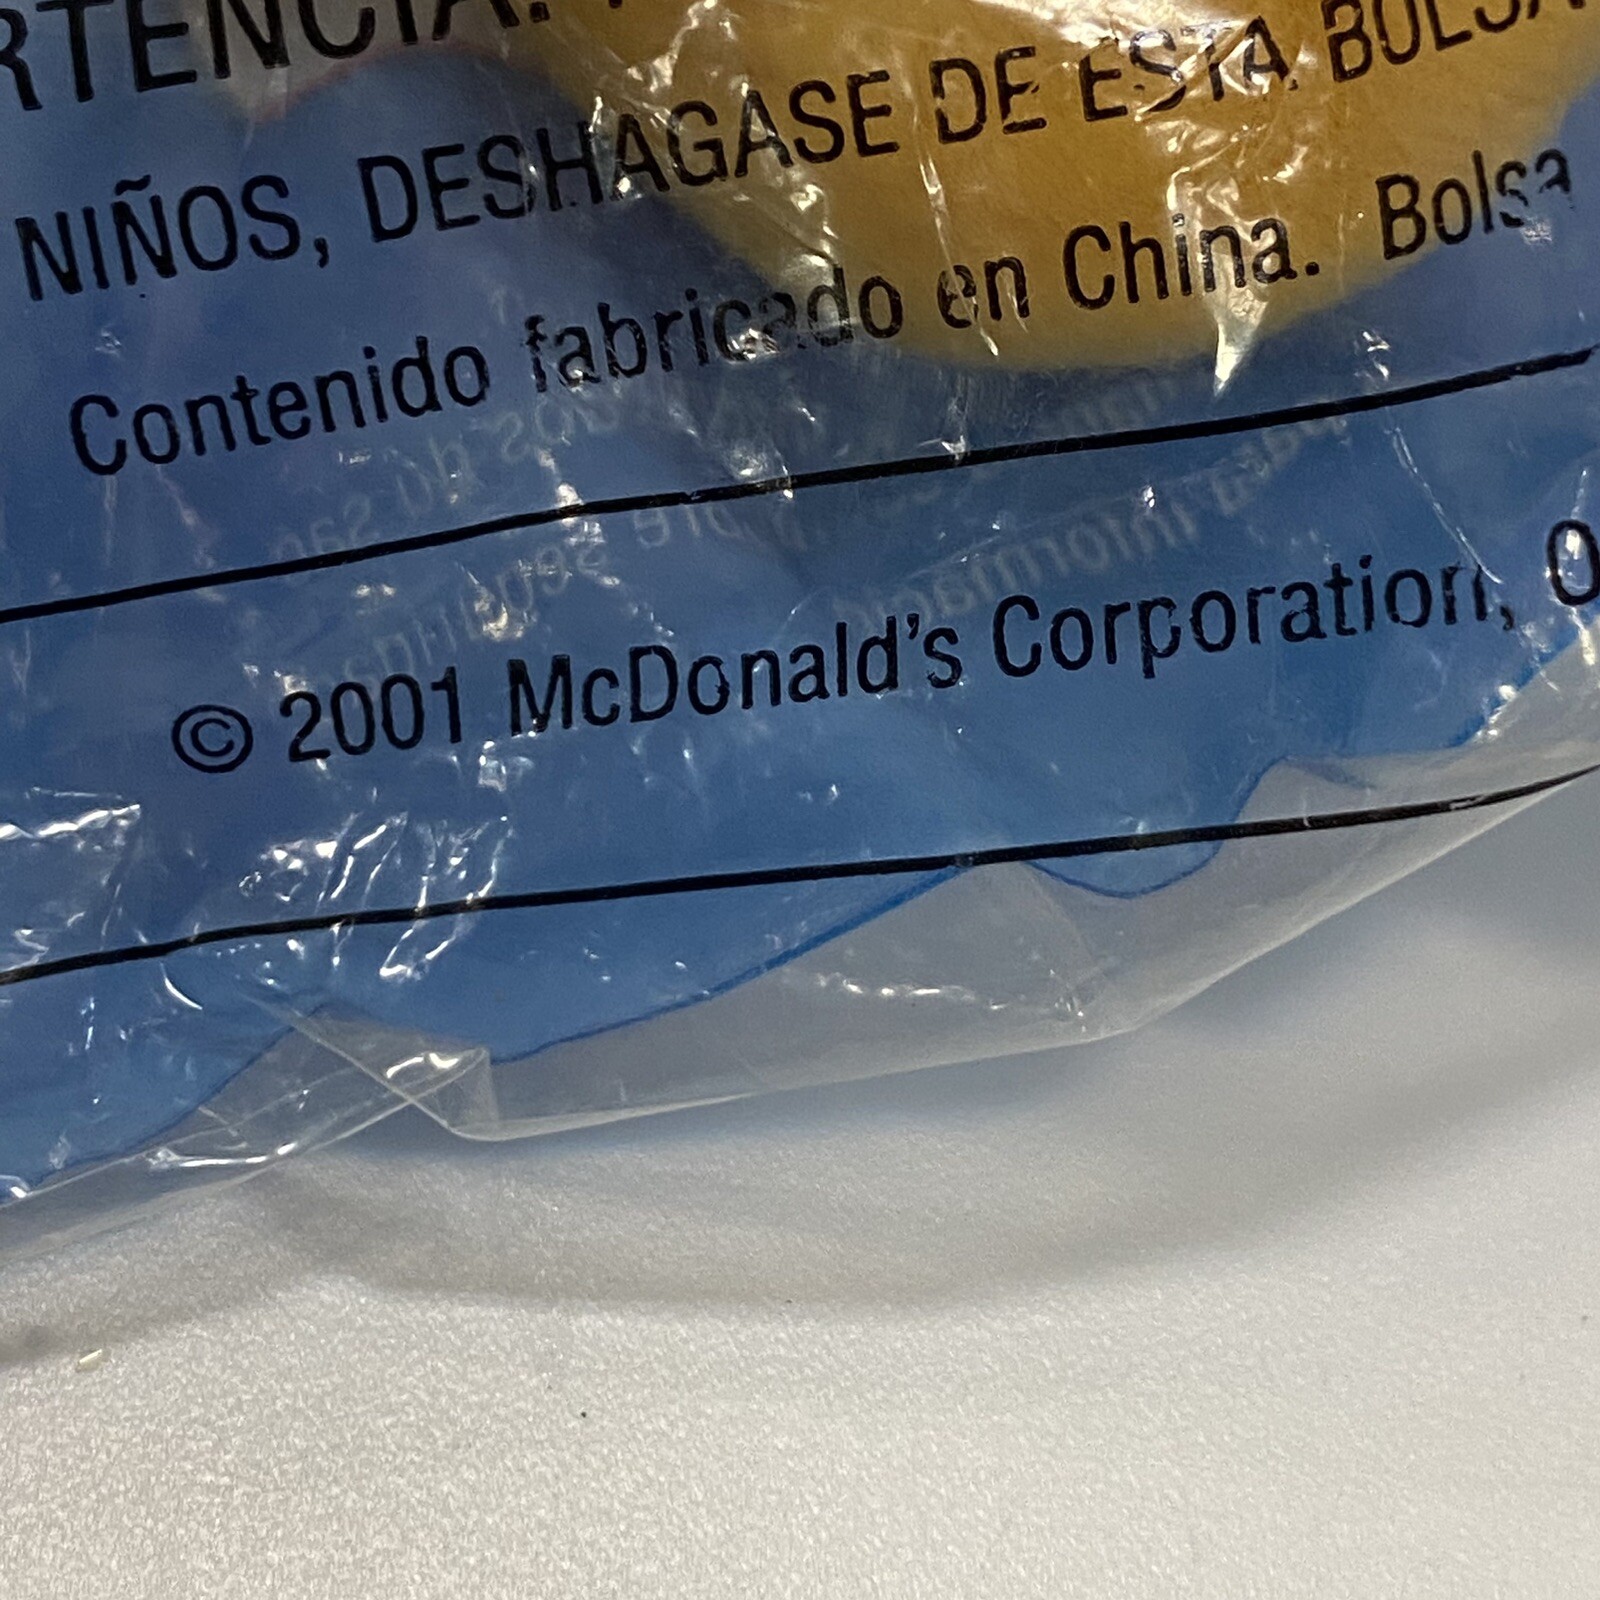 RTENCIA:
NIÑOS, DESHAGASE DE ESTA BOLSA
Contenido fabricado en China. Bolsa
© 2001 McDonald's Corporation, O